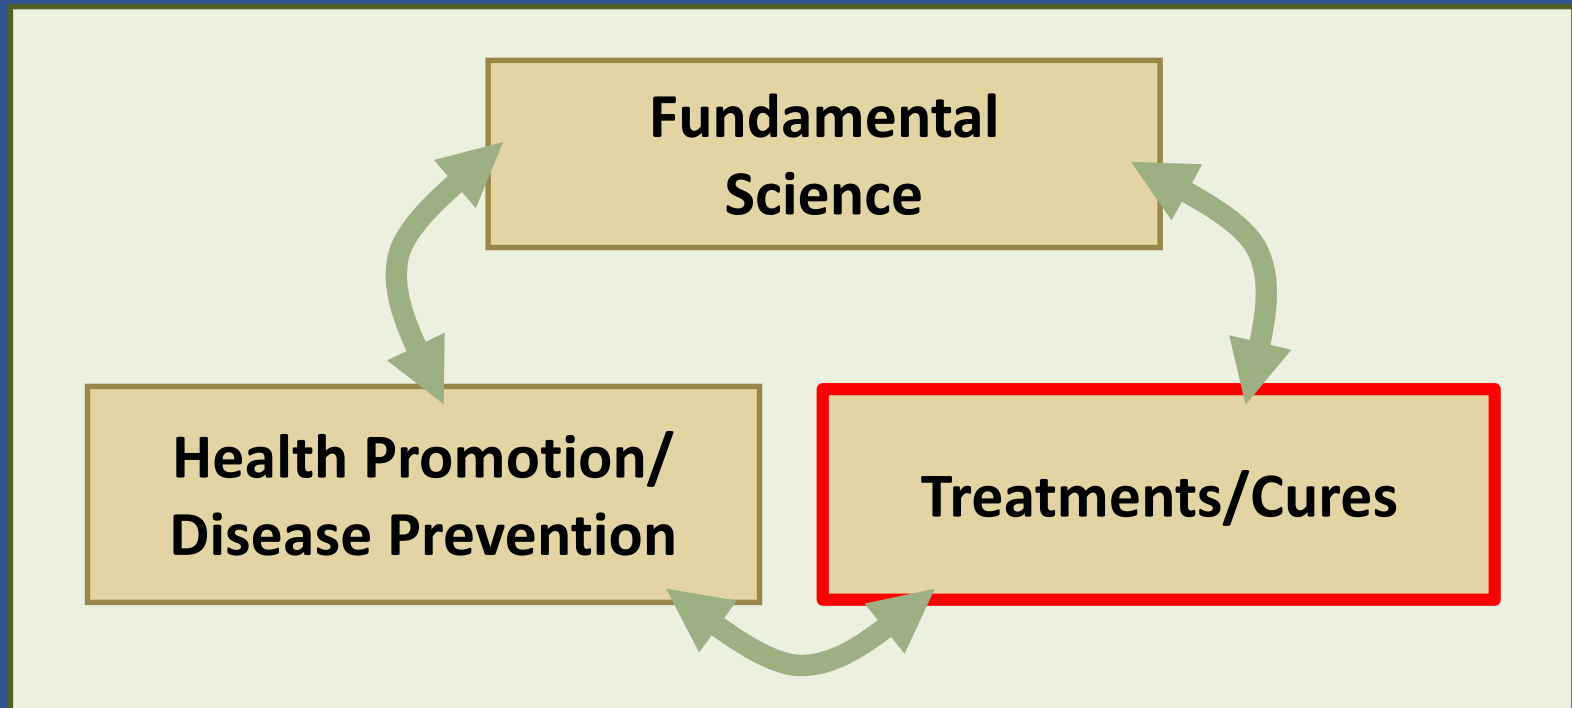 Fundamental
Science
Health Promotion/
Disease Prevention
Treatments/Cures